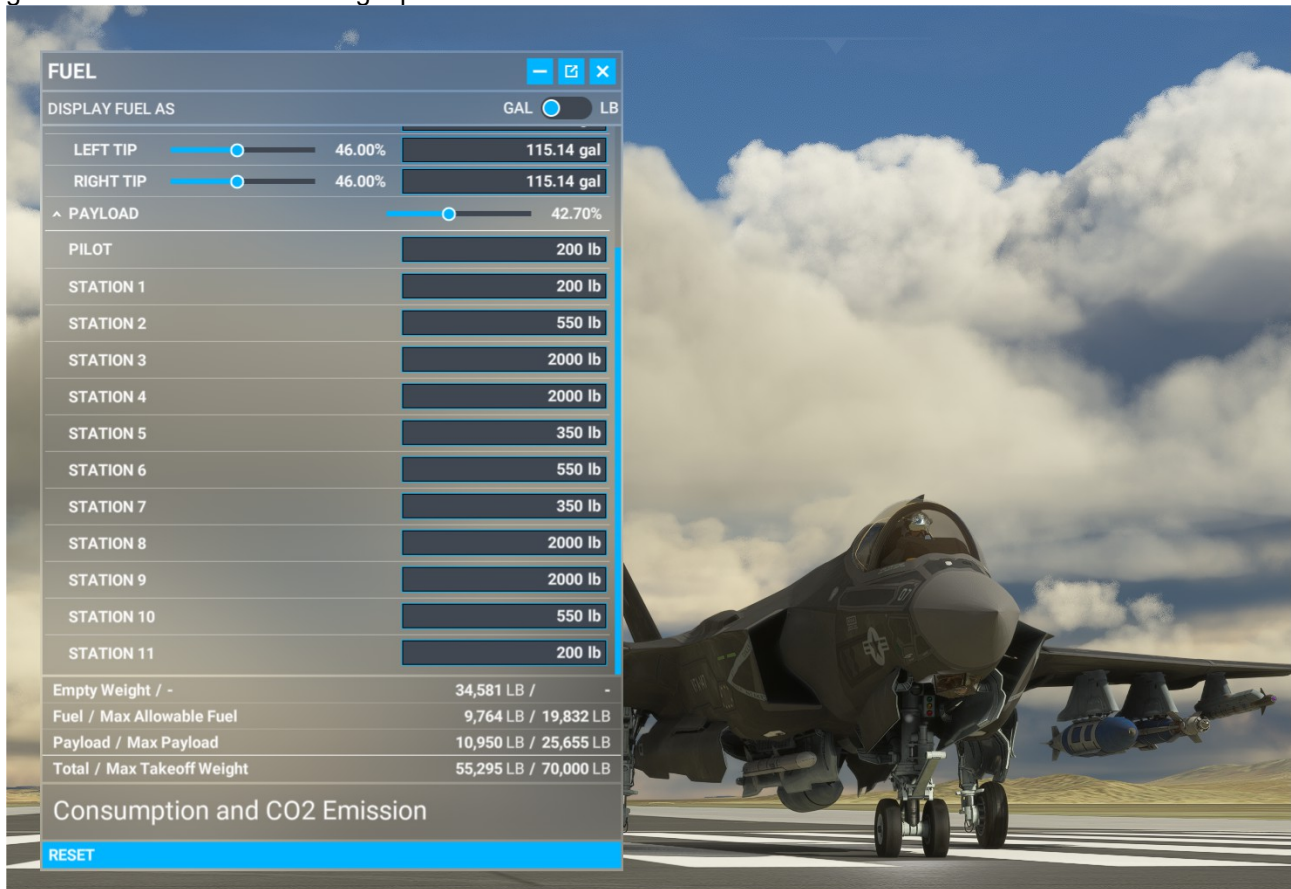 FUEL
DISPLAY FUEL AS GAL LB
LEFT TIP 46.00% 115.14 gal
RIGHT TIP 46.00% 115.14 gal
PAYLOAD 42.70%
PILOT 200 lb
STATION 1 200 lb
STATION 2 550 lb
STATION 3 2000 lb
STATION 4 2000 lb
STATION 5 350 lb
STATION 6 550 lb
STATION 7 350 lb
STATION 8 2000 lb
STATION 9 2000 lb
STATION 10 550 lb
STATION 11 200 lb
Empty Weight / - 34,581 LB / -
Fuel / Max Allowable Fuel 9,764 LB / 19,832 LB
Payload / Max Payload 10,950 LB / 25,655 LB
Total / Max Takeoff Weight 55,295 LB / 70,000 LB
Consumption and CO2 Emission
RESET
07